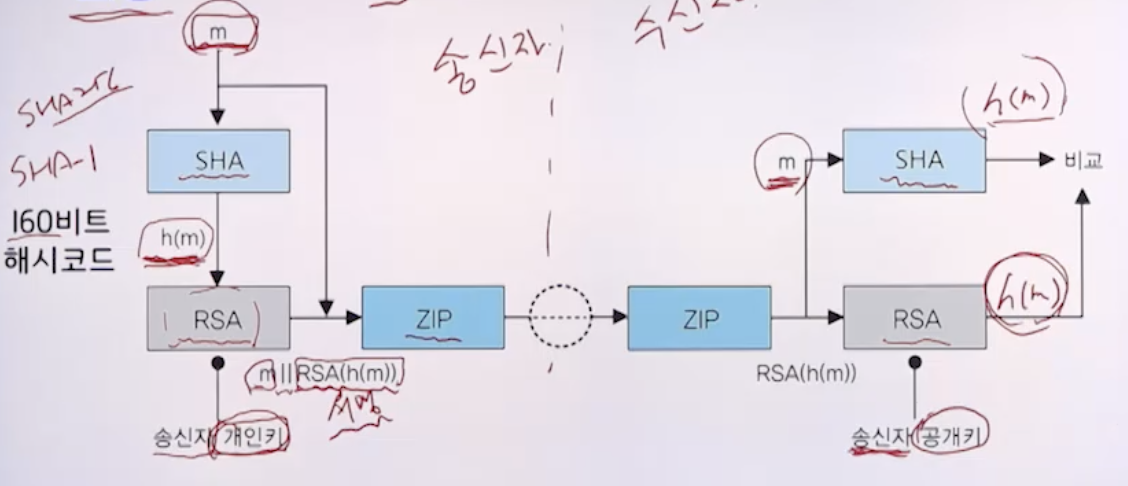 m
송신자
수신자
SHA256
SHA-1
SHA
160비트
해시코드
h(m)
RSA
ZIP
m||RSA(h(m))
서명
송신자 개인키
h(m)
m
SHA
비교
h(m)
ZIP
RSA
RSA(h(m))
송신자 공개키